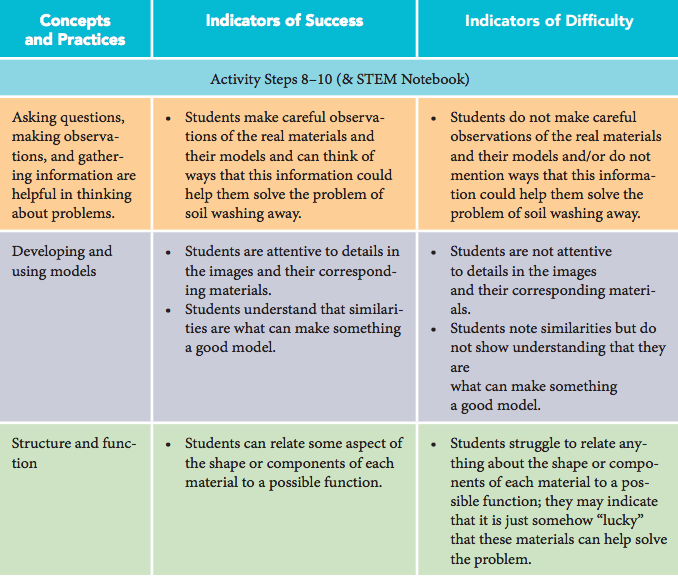 Concepts
and Practices
Indicators of Success
Indicators of Difficulty
Activity Steps 8–10 (& STEM Notebook)
Asking questions,
making observa-
tions, and gather-
ing information are
helpful in thinking
about problems.
• Students make careful observa-
tions of the real materials and
their models and can think of
ways that this information could
help them solve the problem of
soil washing away.
• Students do not make careful
observations of the real materials
and their models and/or do not
mention ways that this informa-
tion could help them solve the
problem of soil washing away.
Developing and
using models
• Students are attentive to details in
the images and their correspond-
ing materials.
• Students understand that similari-
ties are what can make something
a good model.
• Students are not attentive
to details in the images
and their corresponding materi-
als.
• Students note similarities but do
not show understanding that they
are
what can make something
a good model.
Structure and func-
tion
• Students can relate some aspect of
the shape or components of each
material to a possible function.
• Students struggle to relate any-
thing about the shape or compo-
nents of each material to a pos-
sible function; they may indicate
that it is just somehow “lucky”
that these materials can help solve
the problem.